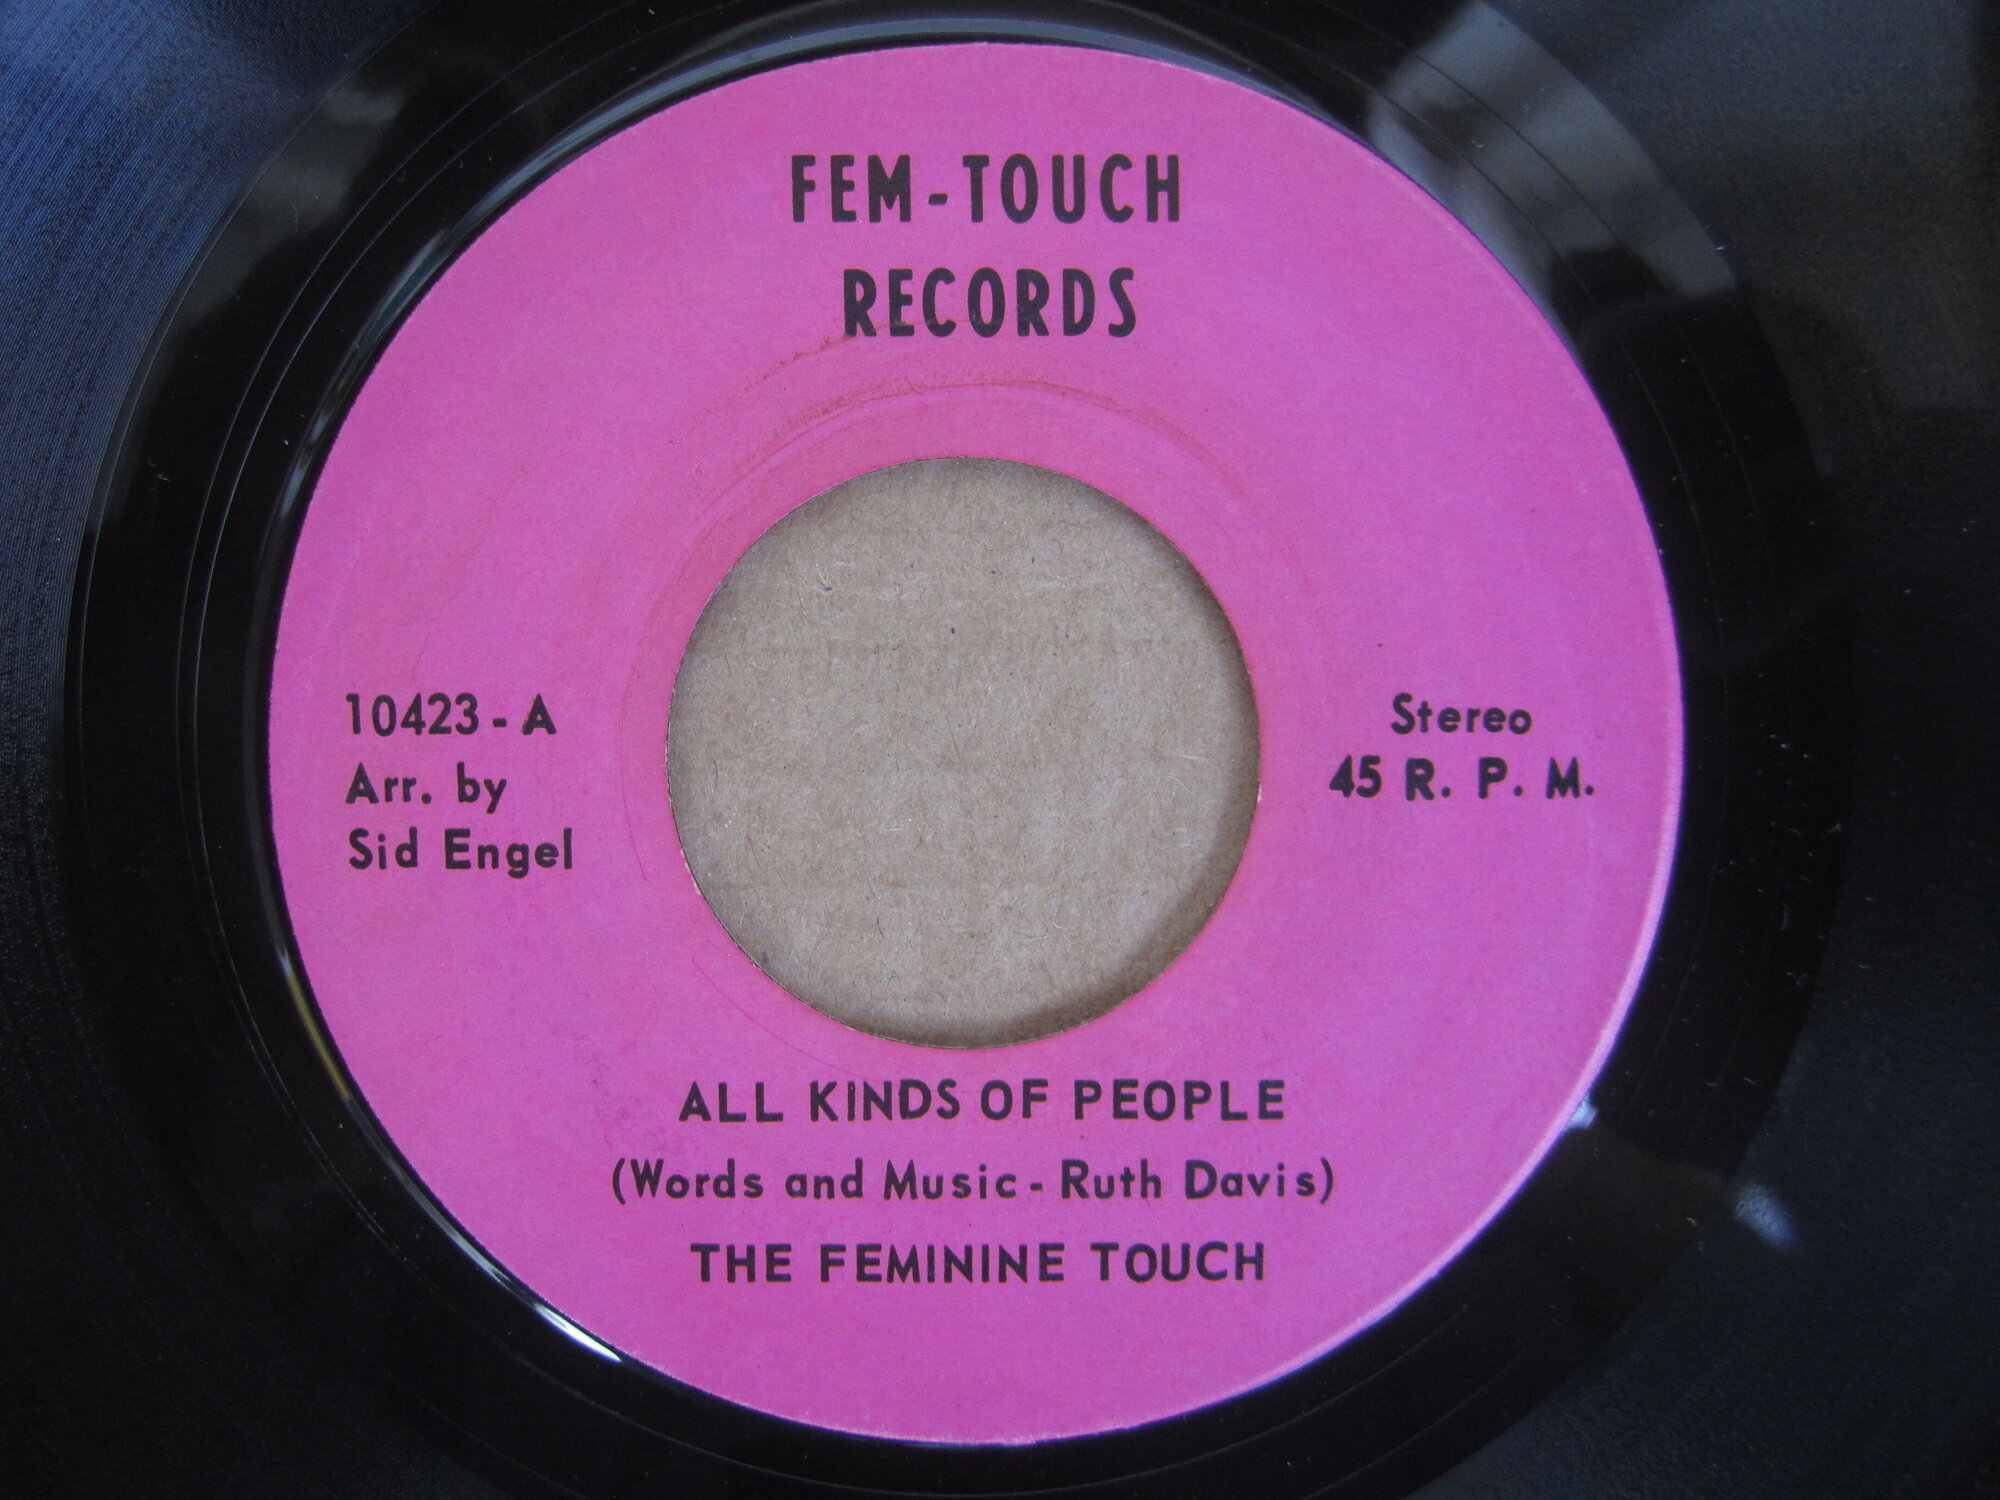 FEM-TOUCH
RECORDS
10423-A
Arr. by
Sid Engel
Stereo
45 R. P. M.
ALL KINDS OF PEOPLE
(Words and Music - Ruth Davis)
THE FEMININE TOUCH